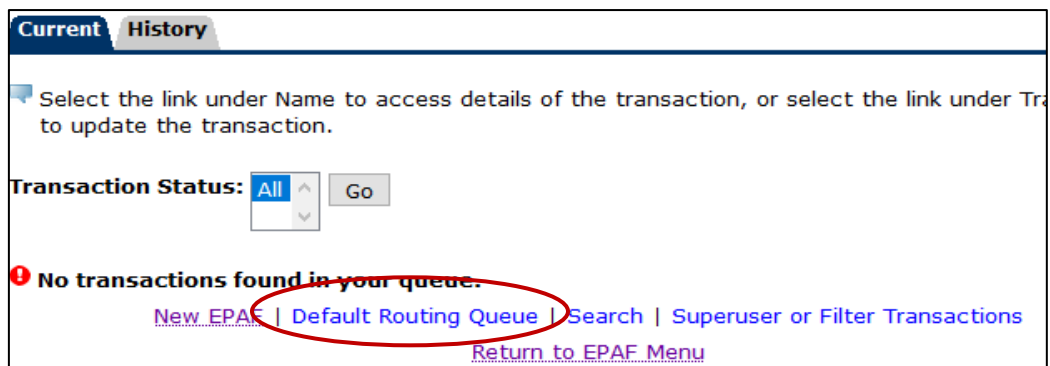 Current History
Select the link under Name to access details of the transaction, or select the link under
to update the transaction.
Transaction Status: All Go
No transactions found in your queue.
New EPAF | Default Routing Queue | Search | Superuser or Filter Transactions
Return to EPAF Menu